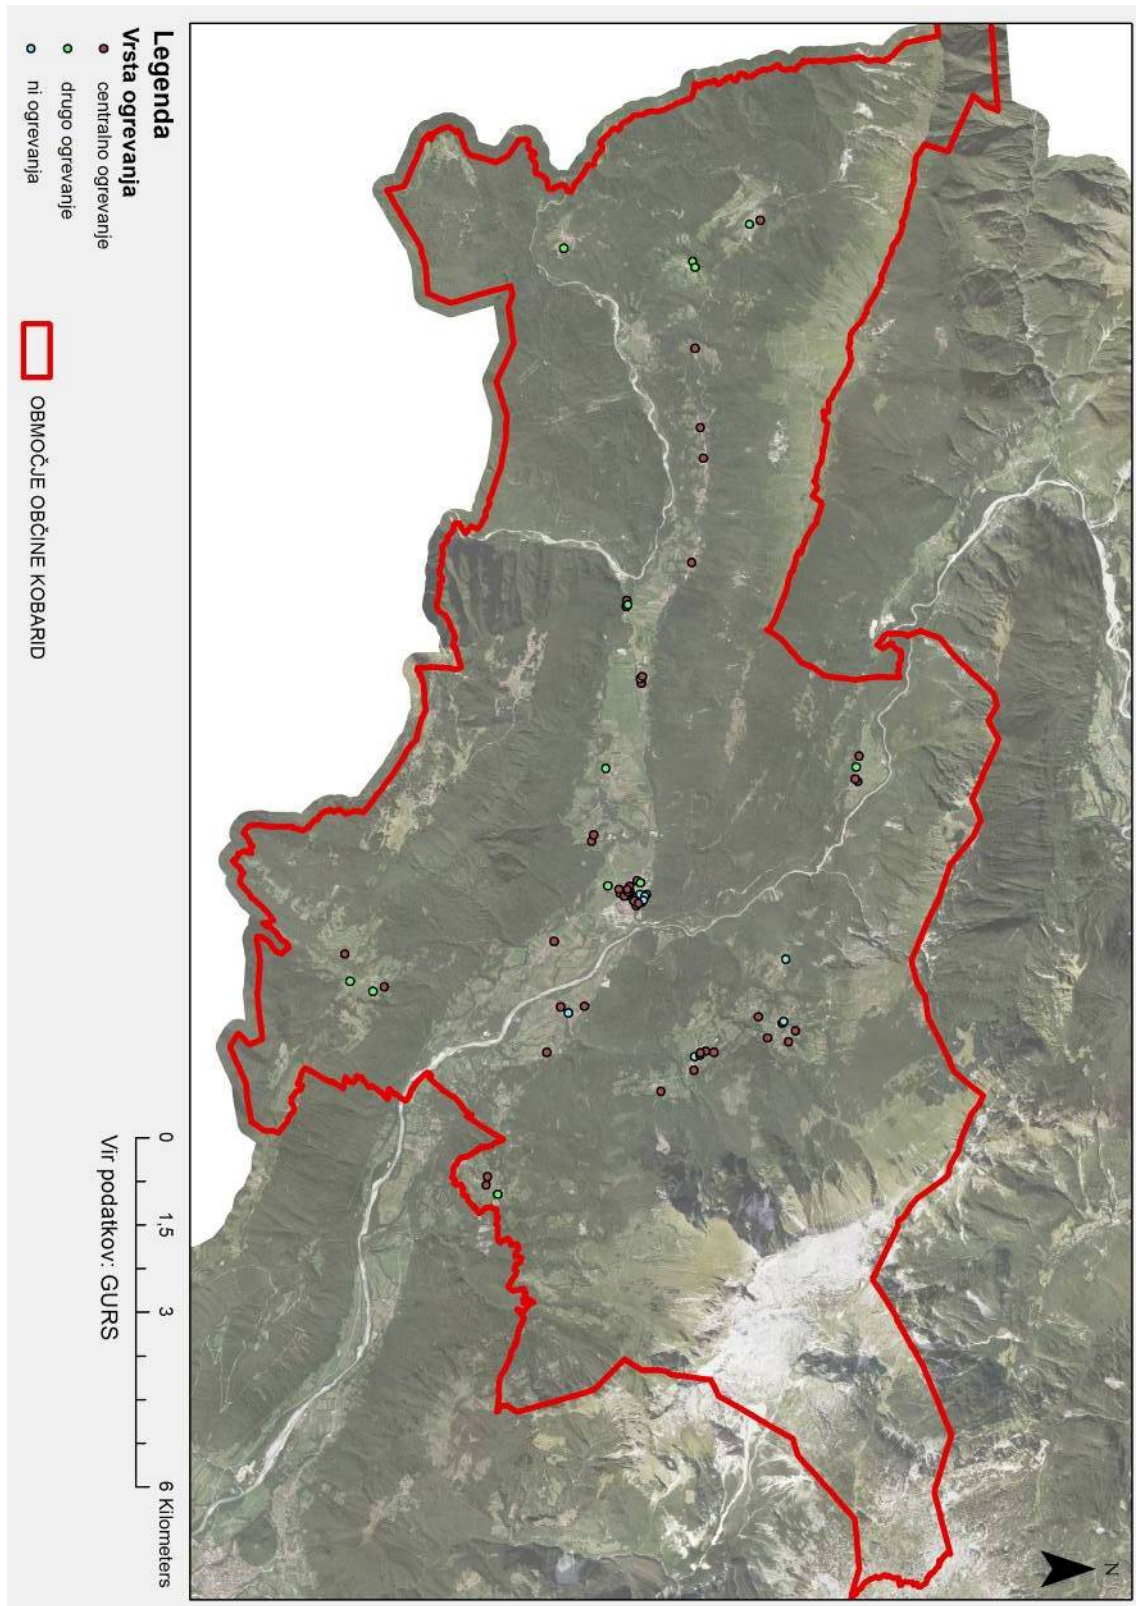 N
Legenda
Vrsta ogrevanja
centralno ogrevanje
drugo ogrevanje
ni ogrevanja
OBMOČJE OBČINE KOBARID
0 1,5 3 6 Kilometers
Vir podatkov: GURS